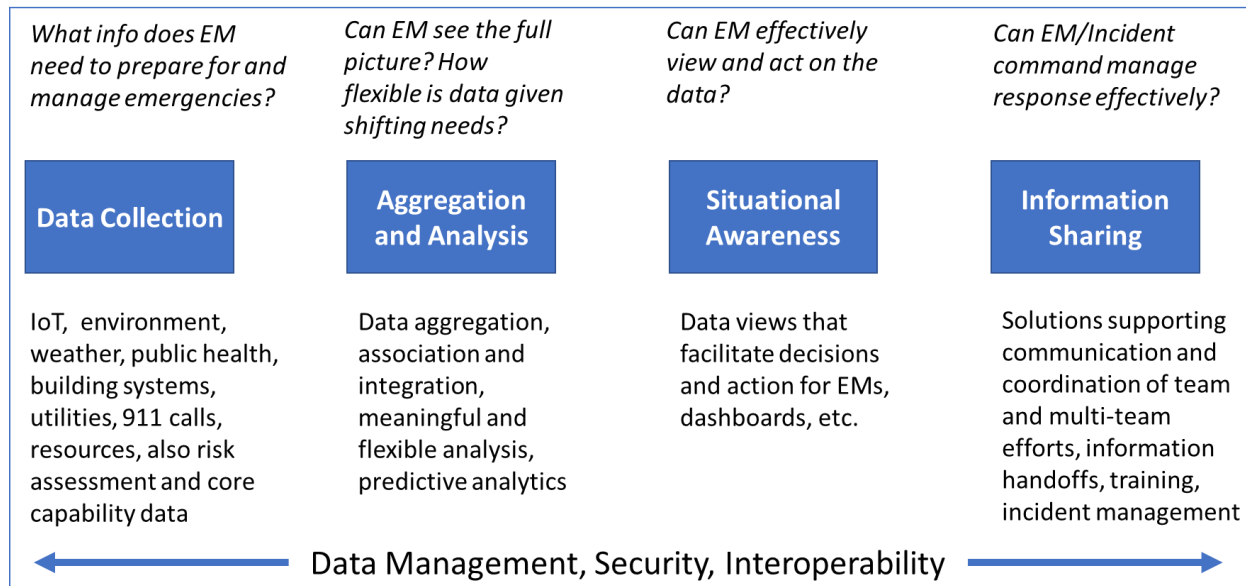 What info does EM
need to prepare for and
manage emergencies?
Can EM see the full
picture? How
flexible is data given
shifting needs?
Can EM effectively
view and act on the
data?
Can EM/Incident
command manage
response effectively?
Data Collection
Aggregation
and Analysis
Situational
Awareness
Information
Sharing
IoT,  environment,
weather, public health,
building systems,
utilities, 911 calls,
resources, also risk
assessment and core
capability data
Data aggregation,
association and
integration,
meaningful and
flexible analysis,
predictive analytics
Data views that
facilitate decisions
and action for EMs,
dashboards, etc.
Solutions supporting
communication and
coordination of team
and multi-team
efforts, information
handoffs, training,
incident management
Data Management, Security, Interoperability